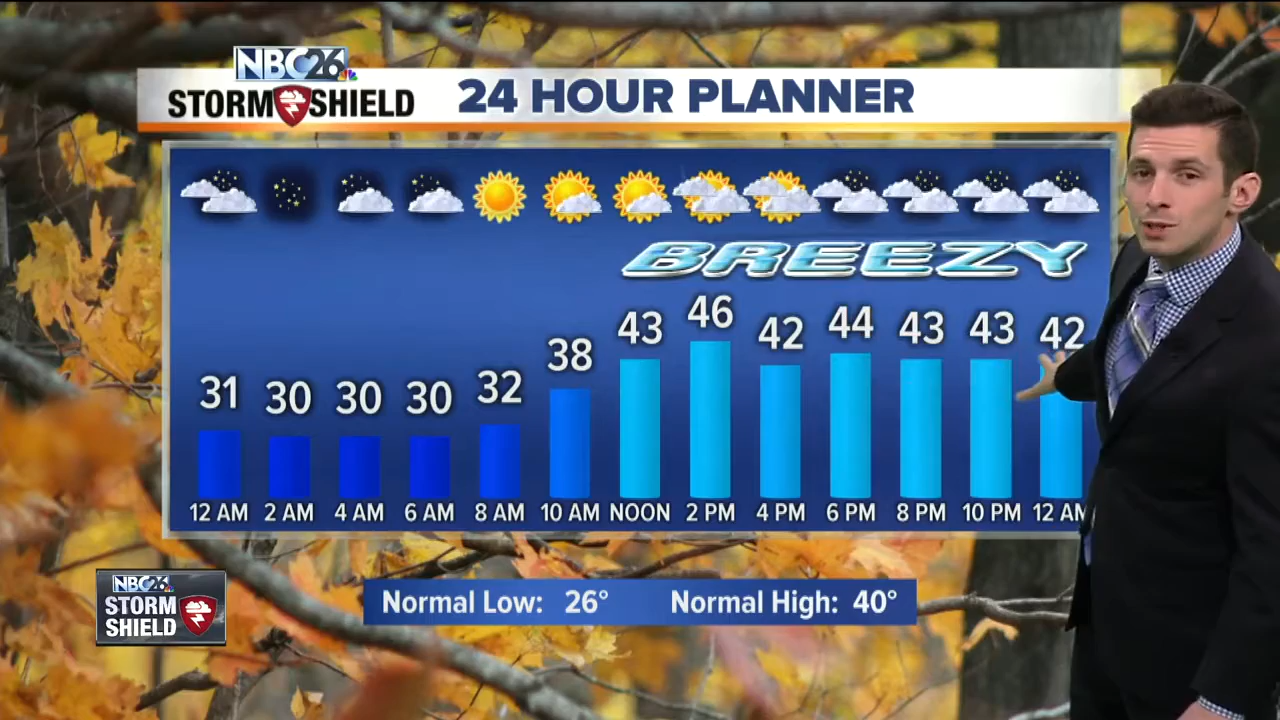 NBC26
STORM SHIELD
24 HOUR PLANNER
BREEZY
31 30 30 30 32 38 43 46 42 44 43 43 42
12 AM 2 AM 4 AM 6 AM 8 AM 10 AM NOON 2 PM 4 PM 6 PM 8 PM 10 PM 12 AM
Normal Low: 26° Normal High: 40°
NBC26
STORM
SHIELD